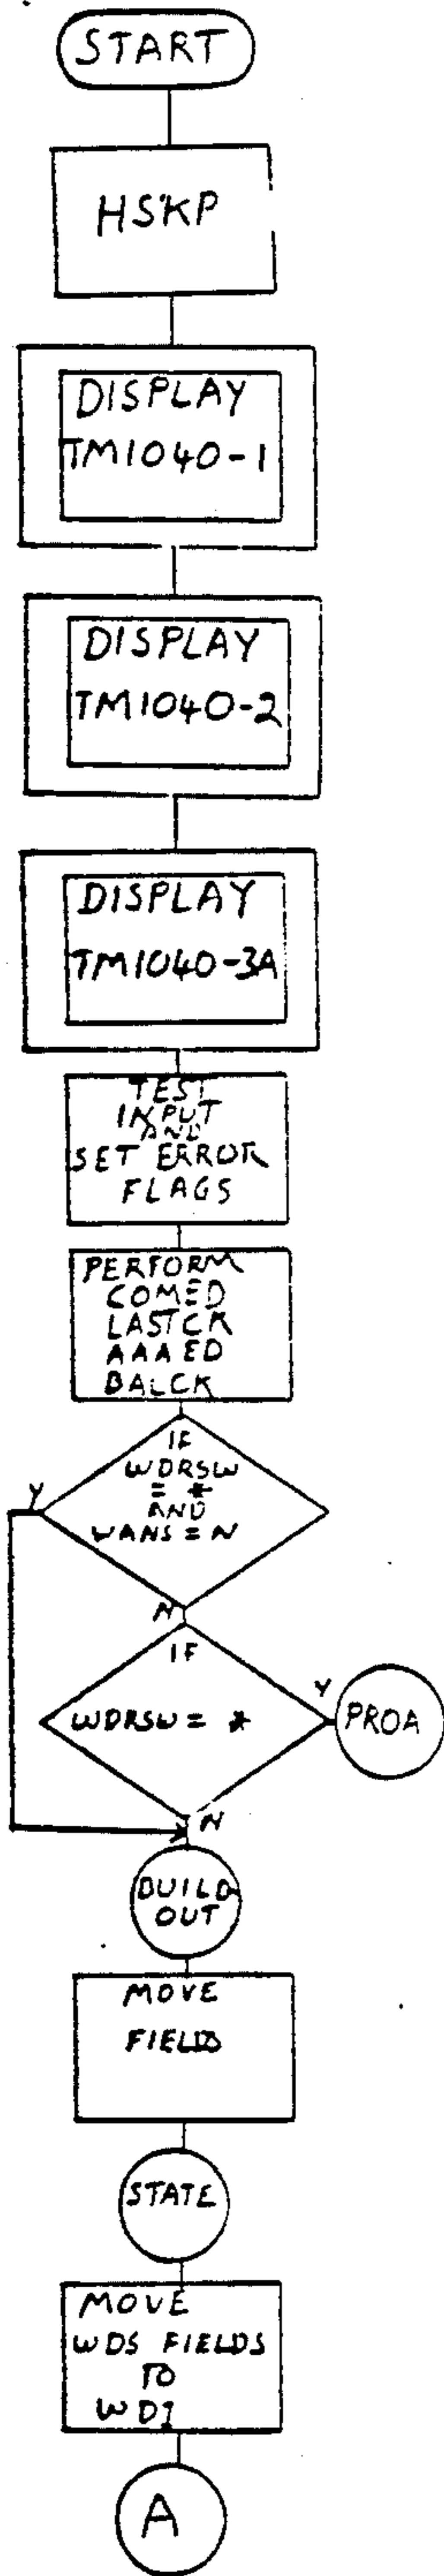 START
HSKP
DISPLAY
TM1040-1
DISPLAY
TM1040-2
DISPLAY
TM1040-3A
TEST
INPUT
AND
SET ERROR
FLAGS
PERFORM
COMED
LASTCK
AAAED
BALCK
IF
WDRSW
= *
AND
WANS = N
Y
N
IF
WDRSW = *
Y
PROA
N
BUILD-
OUT
MOVE
FIELDS
STATE
MOVE
WDS FIELDS
TO
WD1
A